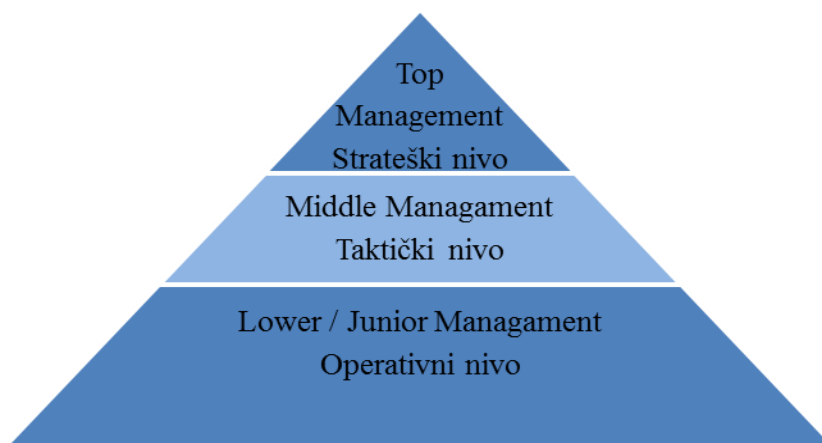 Top
Management
Strateški nivo
Middle Managament
Taktički nivo
Lower / Junior Managament
Operativni nivo